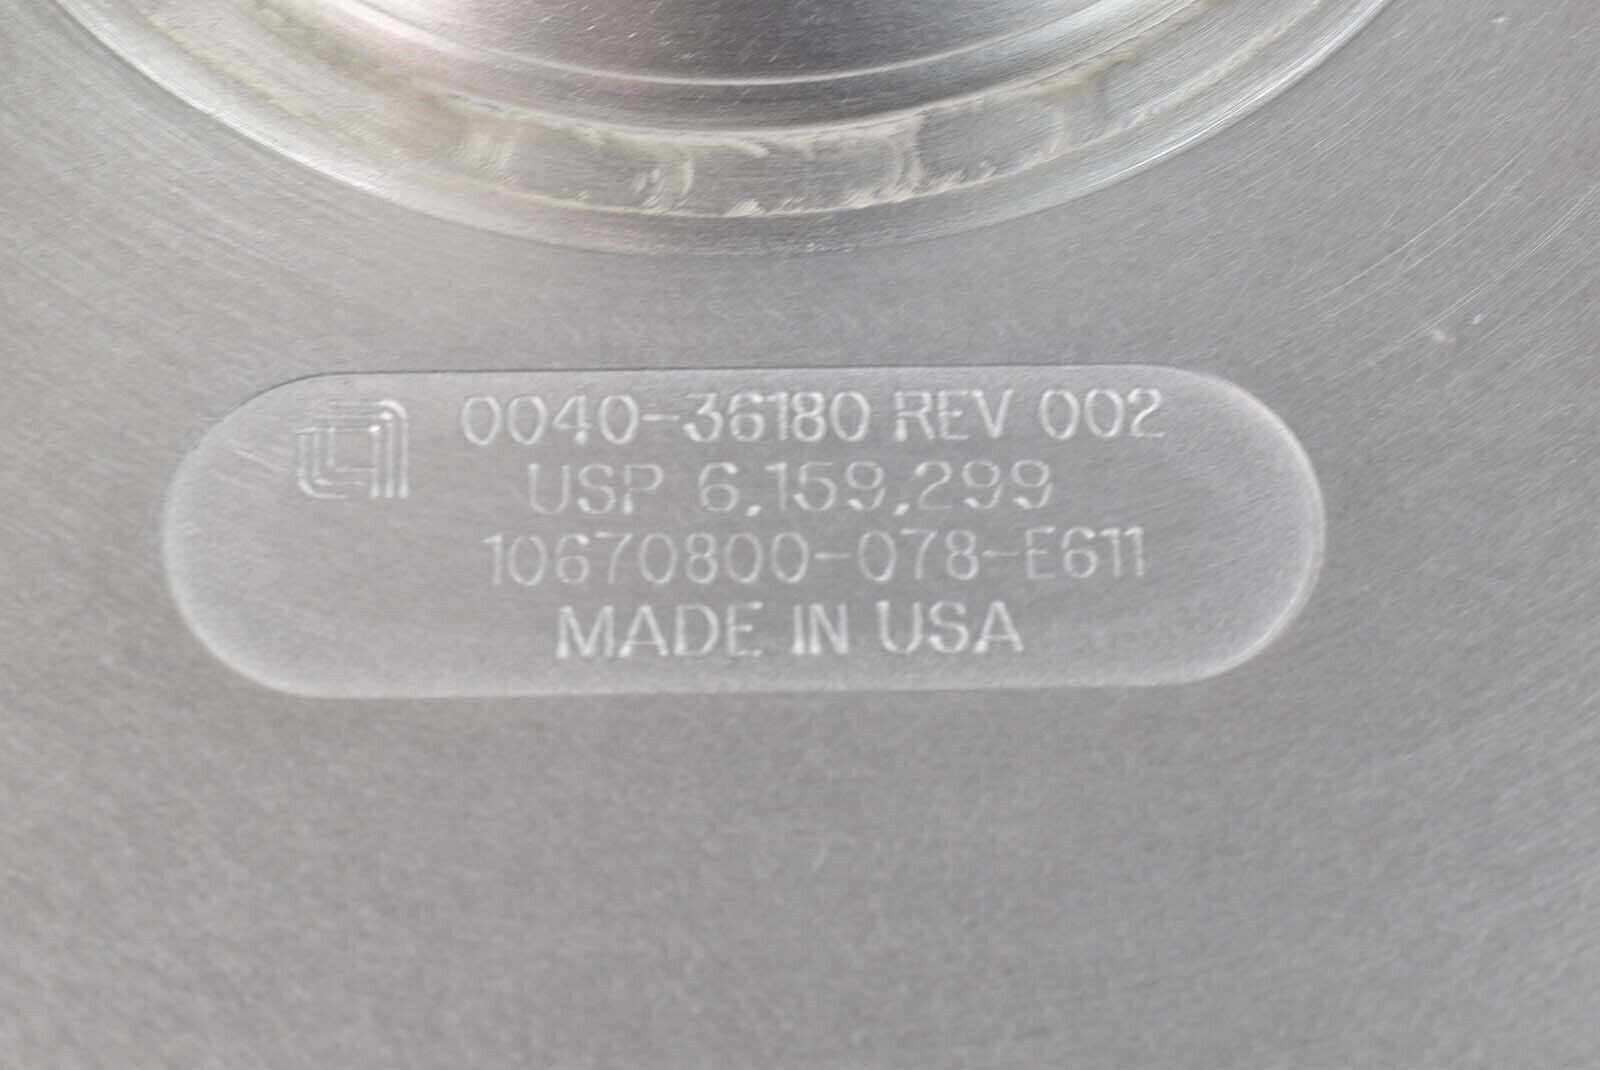 0040-36180 REV 002
USP 6,159,299
10670800-078-E611
MADE IN USA